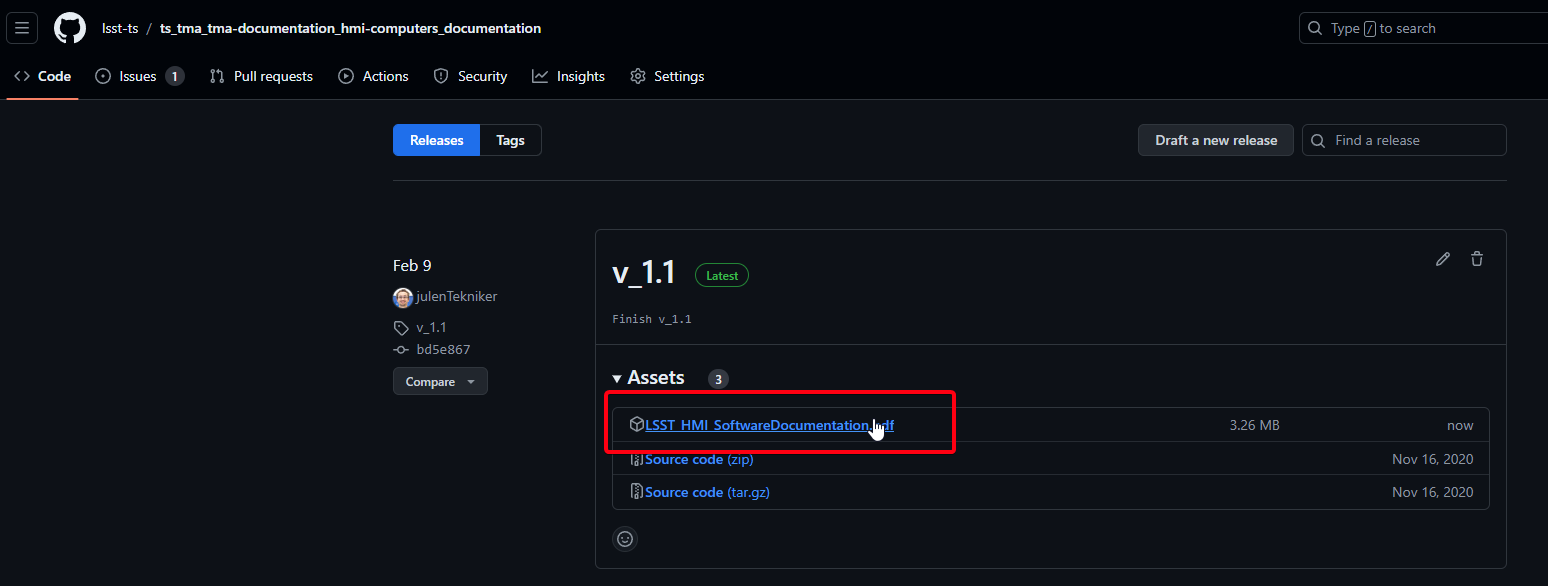 lsst-ts / ts_tma_tma-documentation_hmi-computers_documentation
Type / to search
Code Issues 1 Pull requests Actions Security Insights Settings
Releases Tags
Draft a new release
Find a release
Feb 9
julenTekniker
v_1.1
bd5e867
Compare
v_1.1 Latest
Finish v_1.1
Assets 3
LSST_HMI_SoftwareDocumentation. df 3.26 MB now
Source code (zip) Nov 16, 2020
Source code (tar.gz) Nov 16, 2020